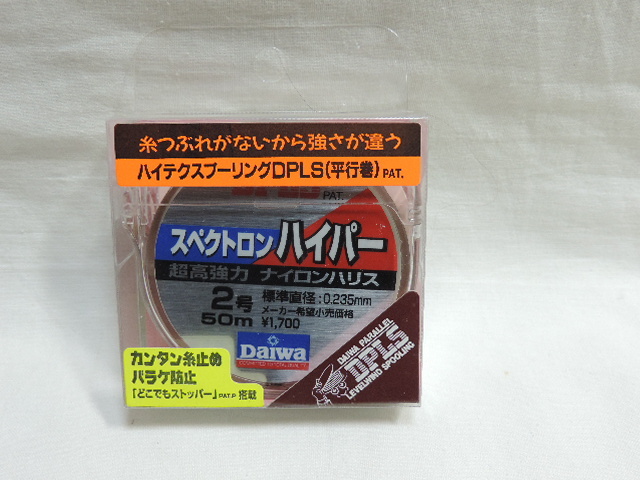 糸つぶれがないから強さが違う
ハイテクスプーリングDPLS(平行巻)PAT.
PAT.
スペクトロン ハイパー
超高強力 ナイロンハリス
2号 標準直径:0.235mm
50m メーカー希望小売価格
¥1,700
Daiwa
カンタン糸止め
バラケ防止
「どこでもストッパー」PAT.P 搭載
DAIWA PARALLEL
DPLS
LEVELWIND SPOOLING